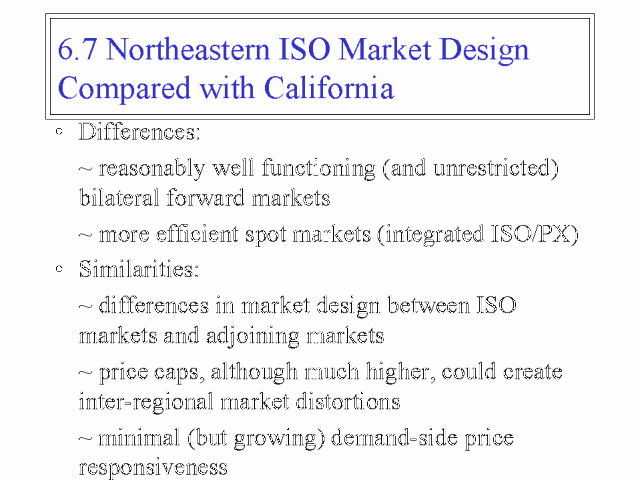 6.7 Northeastern ISO Market Design
Compared with California
° Differences:
~ reasonably well functioning (and unrestricted)
bilateral forward markets
~ more efficient spot markets (integrated ISO/PX)
° Similarities:
~ differences in market design between ISO
markets and adjoining markets
~ price caps, although much higher, could create
inter-regional market distortions
~ minimal (but growing) demand-side price
responsiveness